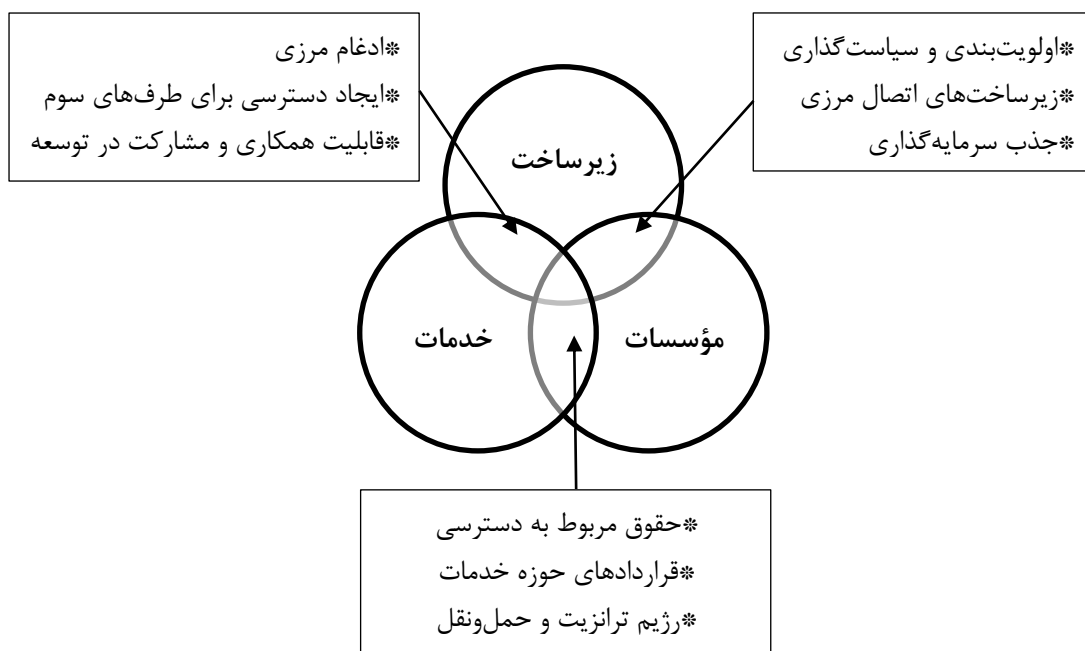 *اولویت‌بندی و سیاست‌گذاری
*زیرساخت‌های اتصال مرزی
*جذب سرمایه‌گذاری
*ادغام مرزی
*ایجاد دسترسی برای طرف‌های سوم
*قابلیت همکاری و مشارکت در توسعه
زیرساخت
مؤسسات
خدمات
*حقوق مربوط به دسترسی
*قراردادهای حوزه خدمات
*رژیم ترانزیت و حمل‌ونقل